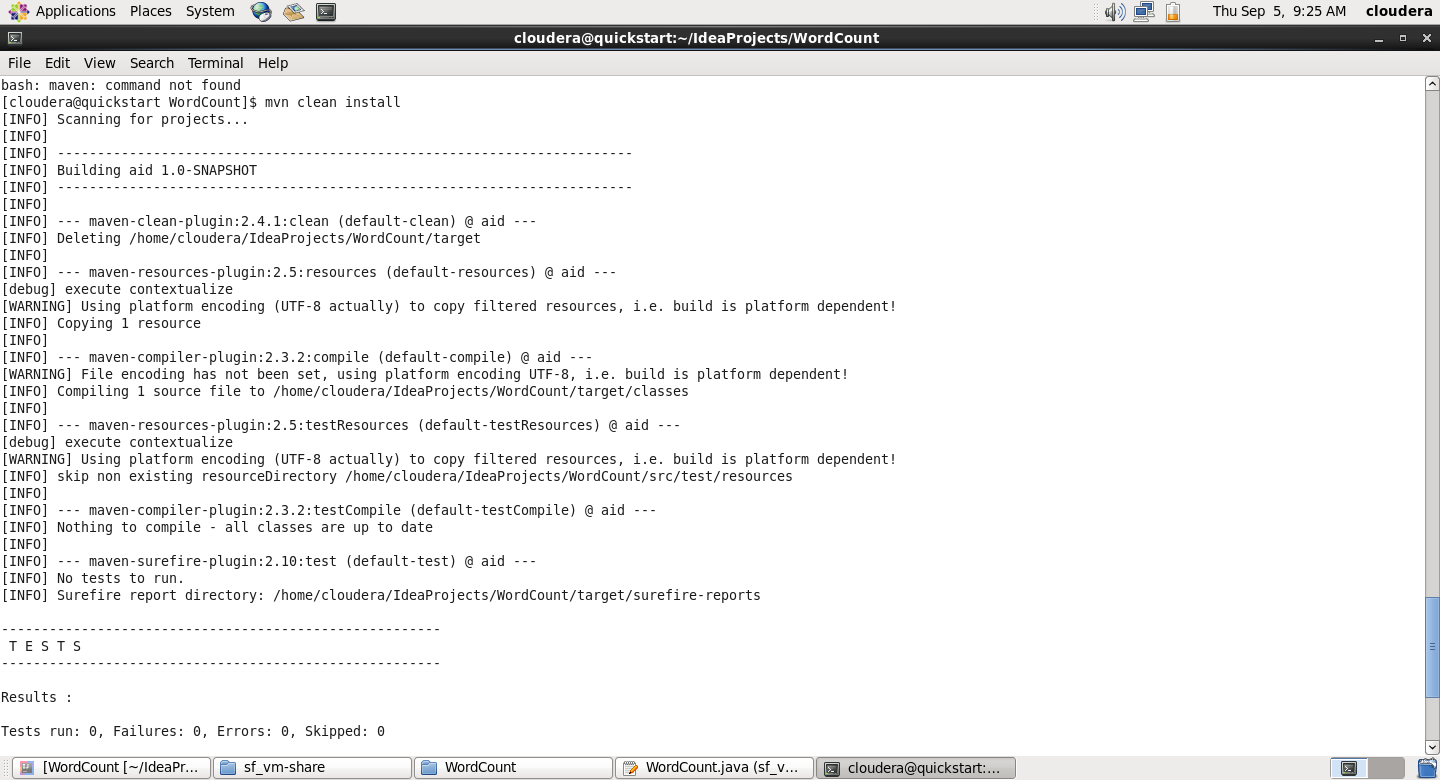 Applications Places System Thu Sep 5, 9:25 AM cloudera
cloudera@quickstart:~/IdeaProjects/WordCount
File Edit View Search Terminal Help
bash: maven: command not found
[cloudera@quickstart WordCount]$ mvn clean install
[INFO] Scanning for projects...
[INFO]
[INFO] ------------------------------------------------------------------------
[INFO] Building aid 1.0-SNAPSHOT
[INFO] ------------------------------------------------------------------------
[INFO]
[INFO] --- maven-clean-plugin:2.4.1:clean (default-clean) @ aid ---
[INFO] Deleting /home/cloudera/IdeaProjects/WordCount/target
[INFO]
[INFO] --- maven-resources-plugin:2.5:resources (default-resources) @ aid ---
[debug] execute contextualize
[WARNING] Using platform encoding (UTF-8 actually) to copy filtered resources, i.e. build is platform dependent!
[INFO] Copying 1 resource
[INFO]
[INFO] --- maven-compiler-plugin:2.3.2:compile (default-compile) @ aid ---
[WARNING] File encoding has not been set, using platform encoding UTF-8, i.e. build is platform dependent!
[INFO] Compiling 1 source file to /home/cloudera/IdeaProjects/WordCount/target/classes
[INFO]
[INFO] --- maven-resources-plugin:2.5:testResources (default-testResources) @ aid ---
[debug] execute contextualize
[WARNING] Using platform encoding (UTF-8 actually) to copy filtered resources, i.e. build is platform dependent!
[INFO] skip non existing resourceDirectory /home/cloudera/IdeaProjects/WordCount/src/test/resources
[INFO]
[INFO] --- maven-compiler-plugin:2.3.2:testCompile (default-testCompile) @ aid ---
[INFO] Nothing to compile - all classes are up to date
[INFO]
[INFO] --- maven-surefire-plugin:2.10:test (default-test) @ aid ---
[INFO] No tests to run.
[INFO] Surefire report directory: /home/cloudera/IdeaProjects/WordCount/target/surefire-reports
-------------------------------------------------------
T E S T S
-------------------------------------------------------
Results :
Tests run: 0, Failures: 0, Errors: 0, Skipped: 0
[WordCount [~/IdeaPr... sf_vm-share WordCount WordCount.java (sf_v... cloudera@quickstart:...